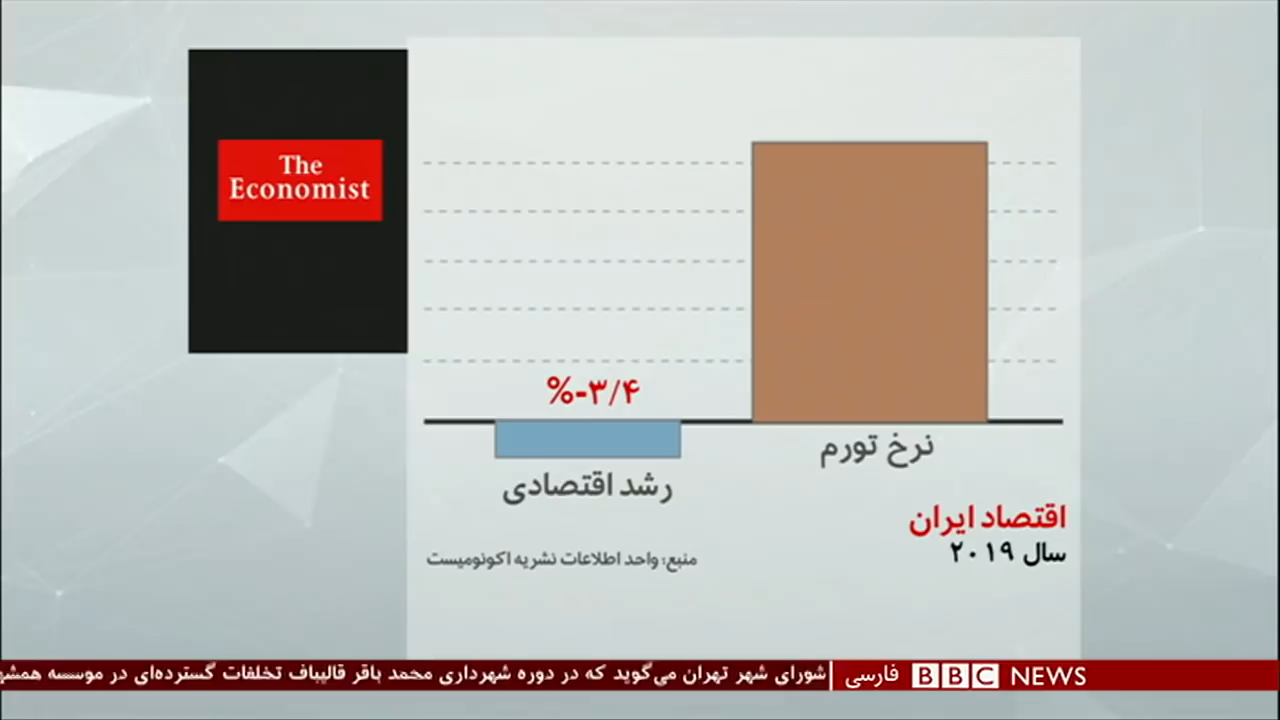 The
Economist
%-۳/۴
نرخ تورم
رشد اقتصادی
اقتصاد ایران
سال ۲۰۱۹
منبع: واحد اطلاعات نشریه اکونومیست
شورای شهر تهران می‌گوید که در دوره شهرداری محمد باقر قالیباف تخلفات گسترده‌ای در موسسه
فارسی BBC NEWS